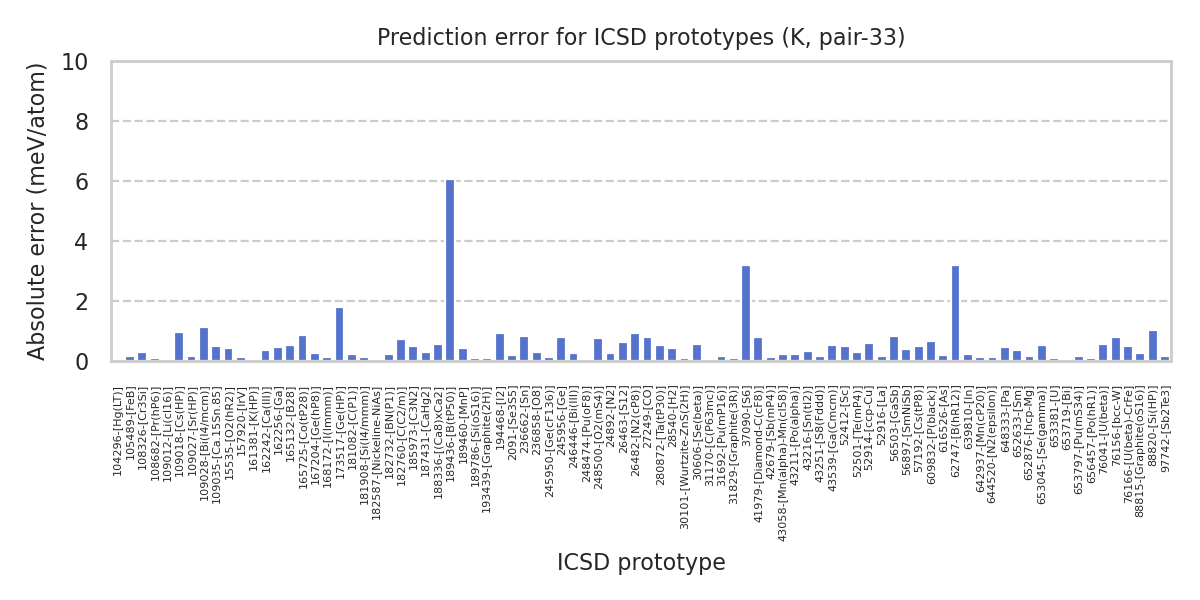 Prediction error for ICSD prototypes (K, pair-33)
Absolute error (meV/atom)
10
8
6
4
2
0
104296-[Hg(LT)]
105489-[FeB]
108326-[Cr3Si]
108682-[Pr(hP6)]
109012-[Li(cI16)]
109018-[Cs(HP)]
109027-[Sr(HP)]
109028-[Bi(I4/mcm)]
109035-[Ca.15Sn.85]
15535-[O2(hR2)]
157920-[IrV]
161381-[K(HP)]
162242-[Ca(III)]
162256-[Ga]
165132-[B28]
165725-[Co(tP28)]
167204-[Ge(hP8)]
168172-[I(Immm)]
173517-[Ge(HP)]
181082-[C(P1)]
181908-[Si(I4/mmm)]
182587-[Nickeline-NiAs]
182732-[BN(P1)]
182760-[C(C2/m)]
185973-[C3N2]
187431-[CaHg2]
188336-[(Ca8)xCa2]
189436-[B(tP50)]
189460-[MnP]
189786-[Si(oS16)]
193439-[Graphite(2H)]
194468-[I2]
2091-[Se3S5]
236662-[Sn]
236858-[O8]
245950-[Ge(cF136)]
245956-[Ge]
246446-[Bi(III)]
248474-[Pu(oF8)]
248500-[O2(mS4)]
24892-[N2]
26463-[S12]
26482-[N2(cP8)]
27249-[CO]
280872-[Ta(tP30)]
28540-[H2]
30101-[Wurtzite-ZnS(2H)]
30606-[Se(beta)]
31170-[C(P63mc)]
31692-[Pu(mP16)]
31829-[Graphite(3R)]
37090-[S6]
41979-[Diamond-C(cF8)]
42679-[Sb(mP4)]
43058-[Mn(alpha)-Mn(cI58)]
43211-[Po(alpha)]
43216-[Sn(tI2)]
43251-[S8(Fddd)]
43539-[Ga(Cmcm)]
52412-[Sc]
52501-[Te(mP4)]
52914-[ccp-Cu]
52916-[La]
56503-[GaSb]
56897-[SmNiSb]
57192-[Cs(tP8)]
609832-[P(black)]
616526-[As]
62747-[B(hR12)]
639810-[In]
642937-[Mn(cP20)]
644520-[N2(epsilon)]
648333-[Pa]
652633-[Sm]
652876-[hcp-Mg]
653045-[Se(gamma)]
653381-[U]
653719-[Bi]
653797-[Pu(mS34)]
656457-[Po(hR1)]
76041-[U(beta)]
76156-[bcc-W]
76166-[U(beta)-CrFe]
88815-[Graphite(oS16)]
88820-[Si(HP)]
97742-[Sb2Te3]
ICSD prototype